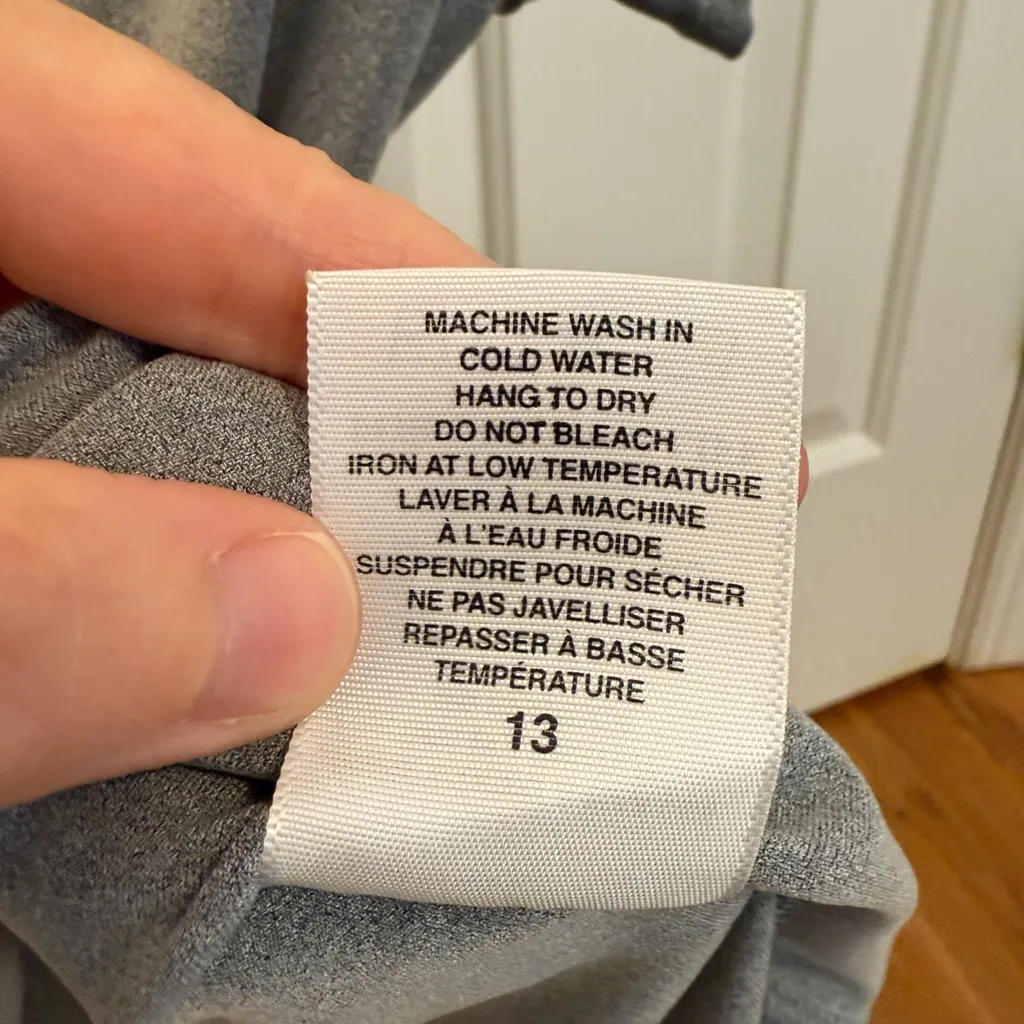 MACHINE WASH IN
COLD WATER
HANG TO DRY
DO NOT BLEACH
IRON AT LOW TEMPERATURE
LAVER À LA MACHINE
À L'EAU FROIDE
SUSPENDRE POUR SÉCHER
NE PAS JAVELLISER
REPASSER À BASSE
TEMPÉRATURE
13